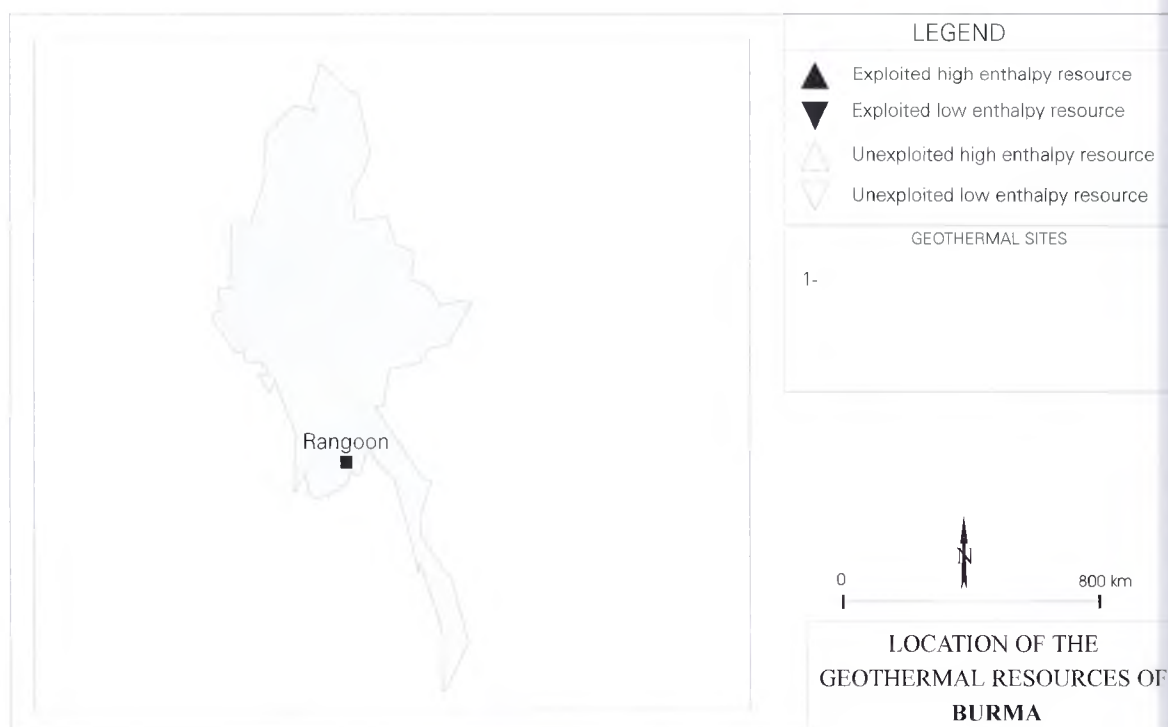 LEGEND
Exploited high enthalpy resource
Exploited low enthalpy resource
Unexploited high enthalpy resource
Unexploited low enthalpy resource
GEOTHERMAL SITES
1-
Rangoon
N
0 800 km
LOCATION OF THE
GEOTHERMAL RESOURCES OF
BURMA